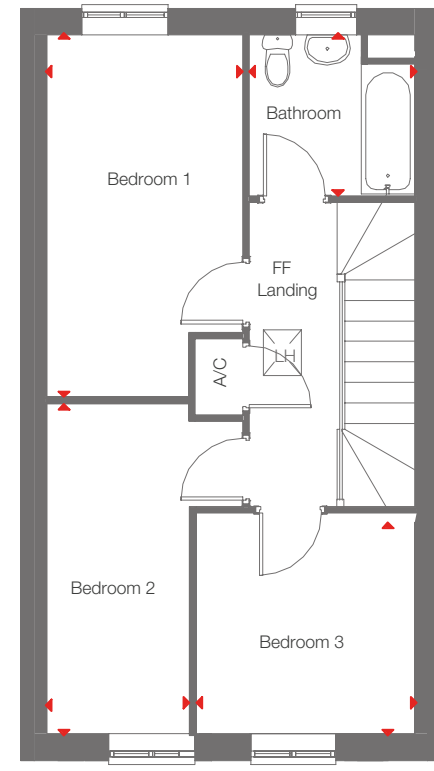 Bathroom
Bedroom 1
FF
Landing
LH
A/C
Bedroom 2
Bedroom 3